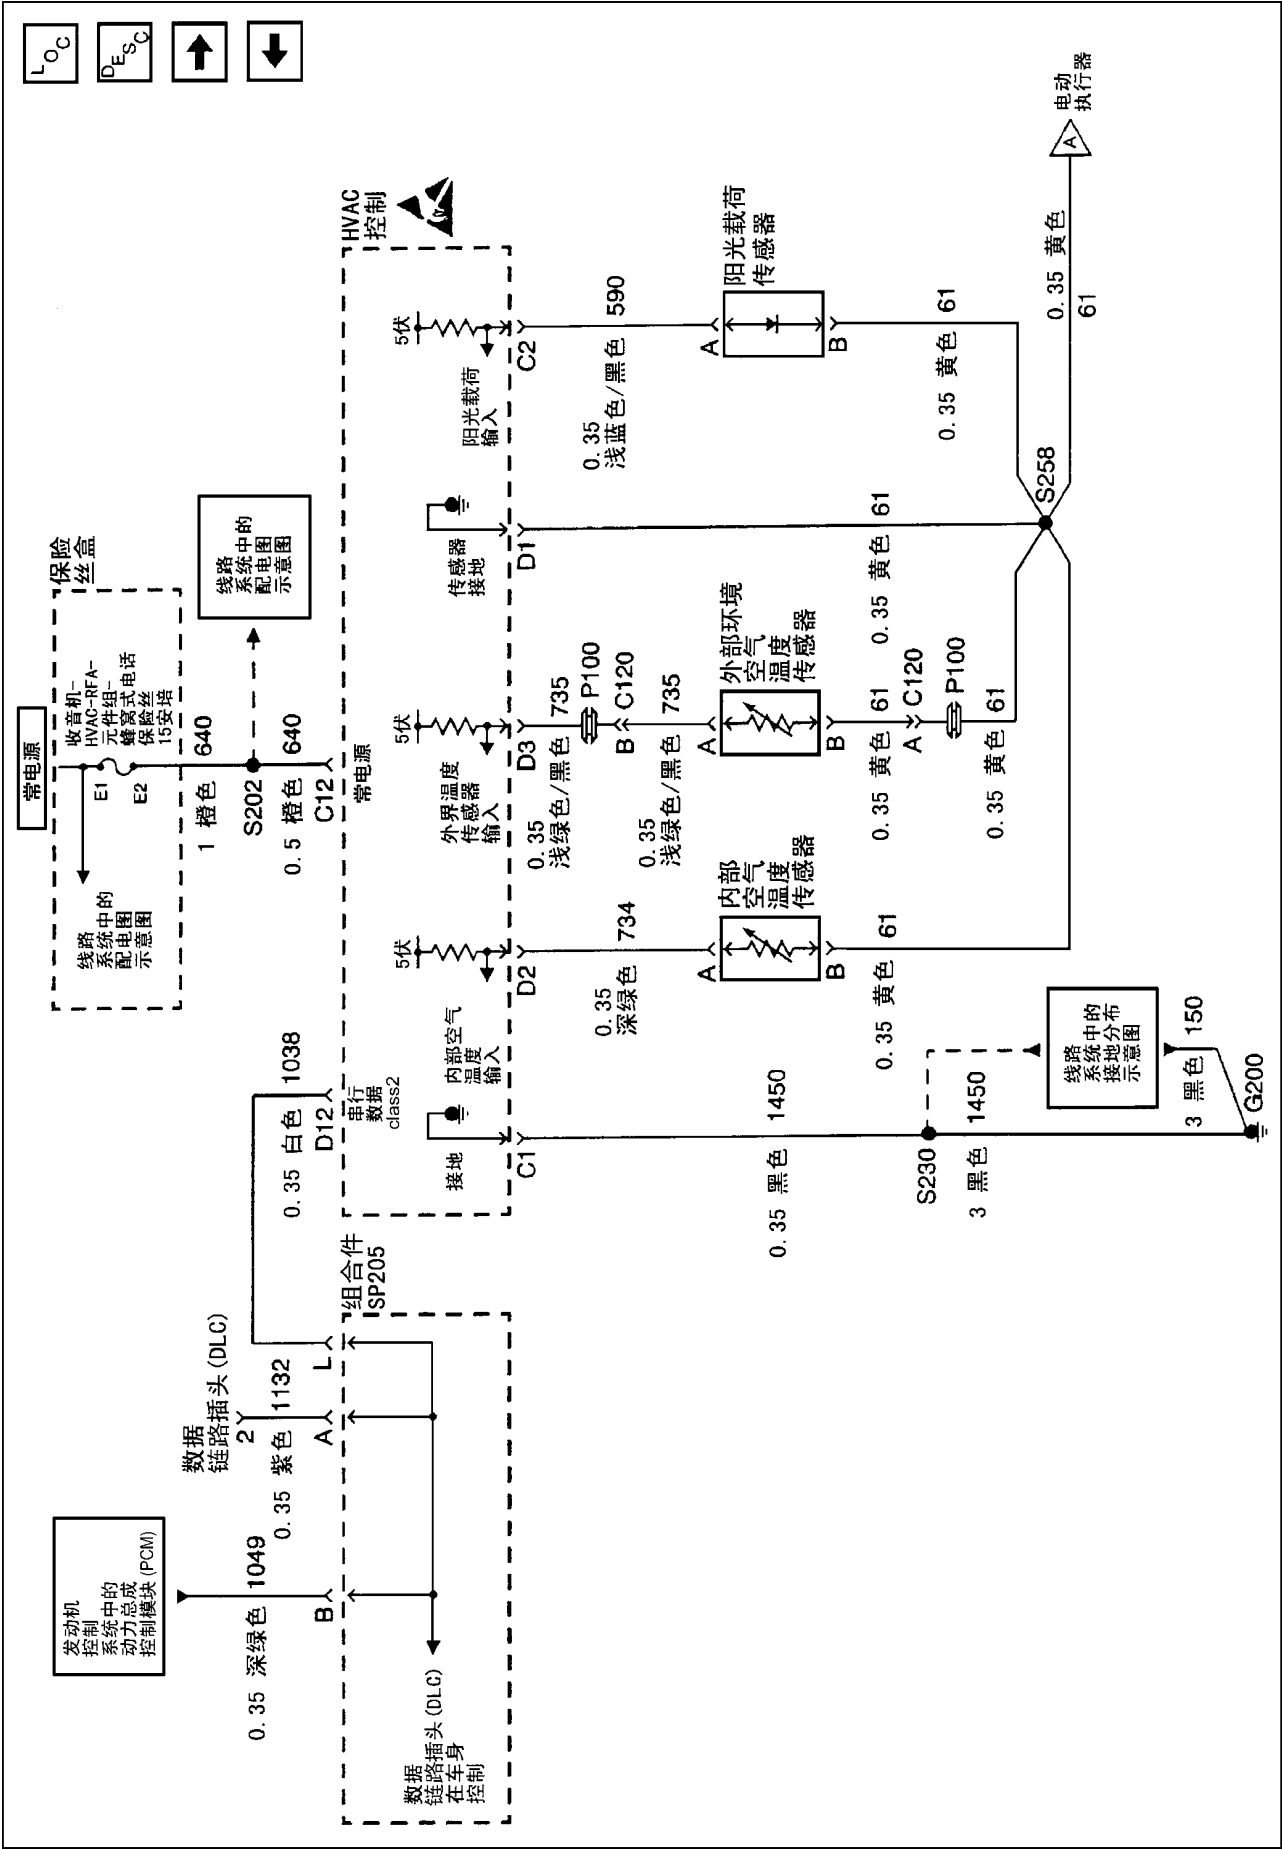 LOC
DESC
常电源
保险
丝盒
收音机-
HVAC-RFA-
元件组-
蜂窝式电话
保险丝
15安培
E1
E2
线路
系统中的
配电图
示意图
1 橙色
640
S202
线路
系统中的
配电图
示意图
0.5 橙色
640
C12
发动机
控制
系统中的
动力总成
控制模块(PCM)
0.35 深绿色
1049
B
数据
链路插头(DLC)
2
0.35 紫色
1132
A
L
0.35 白色
1038
D12
组合件
SP205
数据
链路插头(DLC)
在车身
控制
HVAC
控制
常电源
串行
数据
class2
接地
内部空气
温度
输入
5伏
外界温度
传感器
输入
5伏
传感器
接地
阳光载荷
输入
5伏
C1
D2
D3
D1
C2
0.35
深绿色
734
0.35
浅绿色/黑色
735
P100
B
C120
0.35
浅绿色/黑色
735
0.35
浅蓝色/黑色
590
A
内部
空气
温度
传感器
B
A
外部环境
空气
温度
传感器
B
A
阳光载荷
传感器
B
0.35 黑色
1450
0.35 黄色
61
0.35 黄色
61
A
C120
P100
0.35 黄色
61
0.35 黄色
61
0.35 黄色
61
S258
0.35 黄色
61
A
电动
执行器
S230
3 黑色
1450
线路
系统中的
接地分布
示意图
3 黑色
150
G200